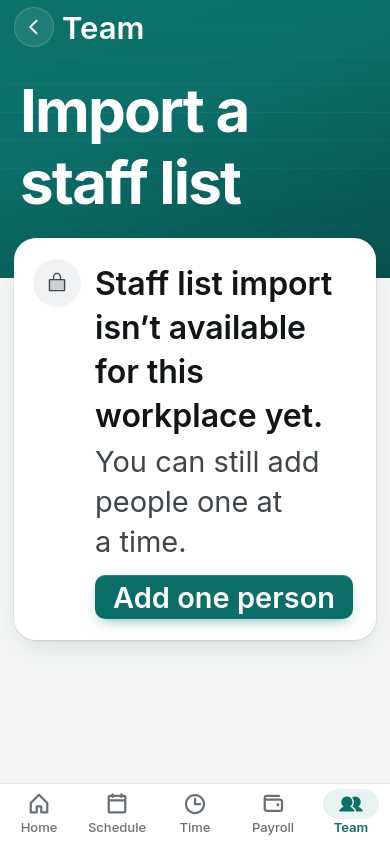 Team
Import a
staff list
Staff list import
isn’t available
for this
workplace yet.
You can still add
people one at
a time.
Add one person
Home
Schedule
Time
Payroll
Team